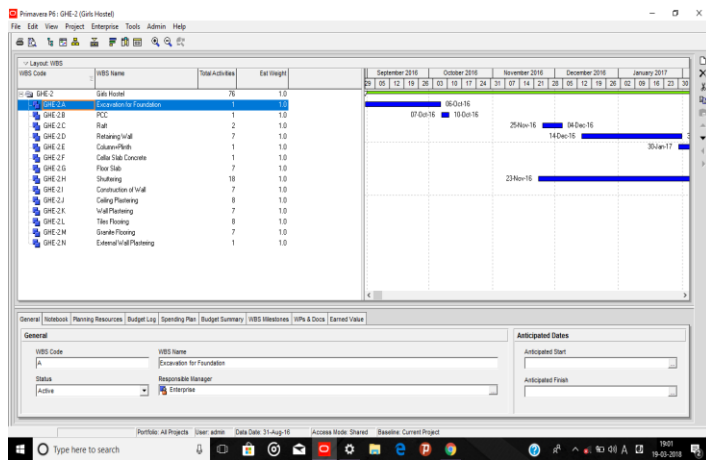 Primavera P6 : GHE-2 (Girls Hostel)
File Edit View Project Enterprise Tools Admin Help
Layout: WBS
WBS Code WBS Name Total Activities Est Weight
September 2016 October 2016 November 2016 December 2016 January 2017
29 05 12 19 26 03 10 17 24 31 07 14 21 28 05 12 19 26 02 09 16 23 30
GHE-2 Girls Hostel 76 1.0
GHE-2.A Excavation for Foundation 1 1.0 06-Oct-16
GHE-2.B PCC 1 1.0 07-Oct-16 10-Oct-16
GHE-2.C Raft 2 1.0 25-Nov-16 04-Dec-16
GHE-2.D Retaining Wall 7 1.0 14-Dec-16 3
GHE-2.E Column+Plinth 1 1.0 30-Jan-17
GHE-2.F Cellar Slab Concrete 1 1.0
GHE-2.G Floor Slab 7 1.0
GHE-2.H Shuttering 18 1.0 23-Nov-16
GHE-2.I Construction of Wall 7 1.0
GHE-2.J Ceiling Plastering 8 1.0
GHE-2.K Wall Plastering 7 1.0
GHE-2.L Tiles Flooring 8 1.0
GHE-2.M Granite Flooring 7 1.0
GHE-2.N External Wall Plastering 1 1.0
General Notebook Planning Resources Budget Log Spending Plan Budget Summary WBS Milestones WPs & Docs Earned Value
General Anticipated Dates
WBS Code WBS Name Anticipated Start
A Excavation for Foundation
Status Responsible Manager Anticipated Finish
Active Enterprise
Portfolio: All Projects User: admin Data Date: 31-Aug-16 Access Mode: Shared Baseline: Current Project
Type here to search
19:01
19-03-2018